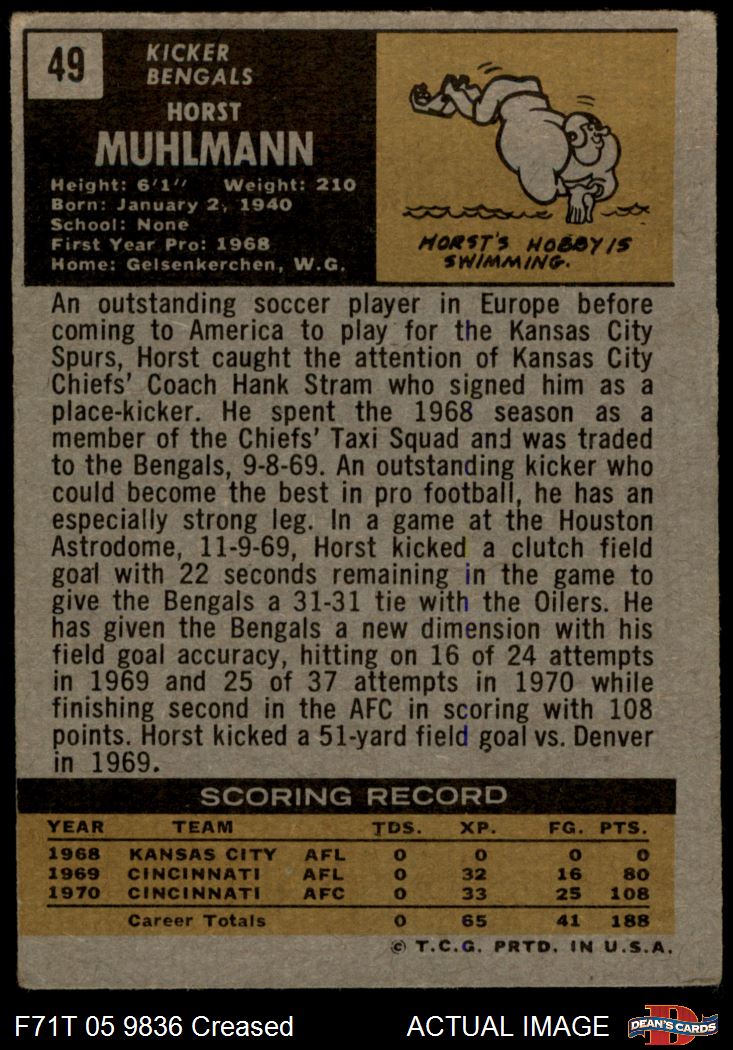 49
KICKER
BENGALS
HORST
MUHLMANN
Height: 6'1" Weight: 210
Born: January 2, 1940
School: None
First Year Pro: 1968
Home: Gelsenkerchen, W.G.
HORST'S HOBBY IS
SWIMMING.
An outstanding soccer player in Europe before
coming to America to play for the Kansas City
Spurs, Horst caught the attention of Kansas City
Chiefs' Coach Hank Stram who signed him as a
place-kicker. He spent the 1968 season as a
member of the Chiefs' Taxi Squad and was traded
to the Bengals, 9-8-69. An outstanding kicker who
could become the best in pro football, he has an
especially strong leg. In a game at the Houston
Astrodome, 11-9-69, Horst kicked a clutch field
goal with 22 seconds remaining in the game to
give the Bengals a 31-31 tie with the Oilers. He
has given the Bengals a new dimension with his
field goal accuracy, hitting on 16 of 24 attempts
in 1969 and 25 of 37 attempts in 1970 while
finishing second in the AFC in scoring with 108
points. Horst kicked a 51-yard field goal vs. Denver
in 1969.
SCORING RECORD
YEAR TEAM TDS. XP. FG. PTS.
1968 KANSAS CITY AFL 0 0 0 0
1969 CINCINNATI AFL 0 32 16 80
1970 CINCINNATI AFC 0 33 25 108
Career Totals 0 65 41 188
© T.C.G. PRTD. IN U.S.A.
F71T 05 9836 Creased ACTUAL IMAGE D DEAN'S CARDS